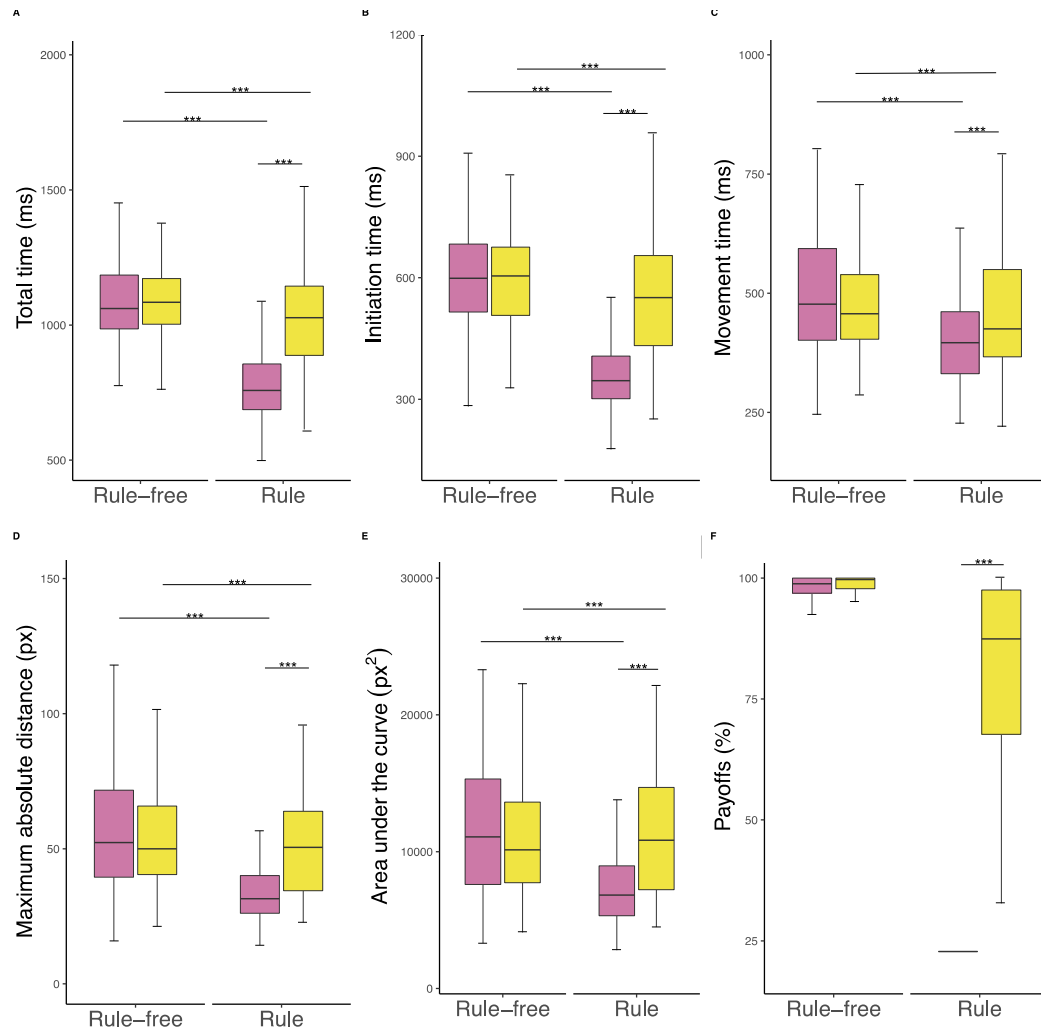 A
Total time (ms)
2000
1500
1000
500
***
***
***
Rule–free
Rule
B
Initiation time (ms)
1200
900
600
300
***
***
***
Rule–free
Rule
C
Movement time (ms)
1000
750
500
250
***
***
***
Rule–free
Rule
D
Maximum absolute distance (px)
150
100
50
0
***
***
***
Rule–free
Rule
E
Area under the curve (px²)
30000
20000
10000
0
***
***
***
Rule–free
Rule
F
Payoffs (%)
100
75
50
25
***
Rule–free
Rule